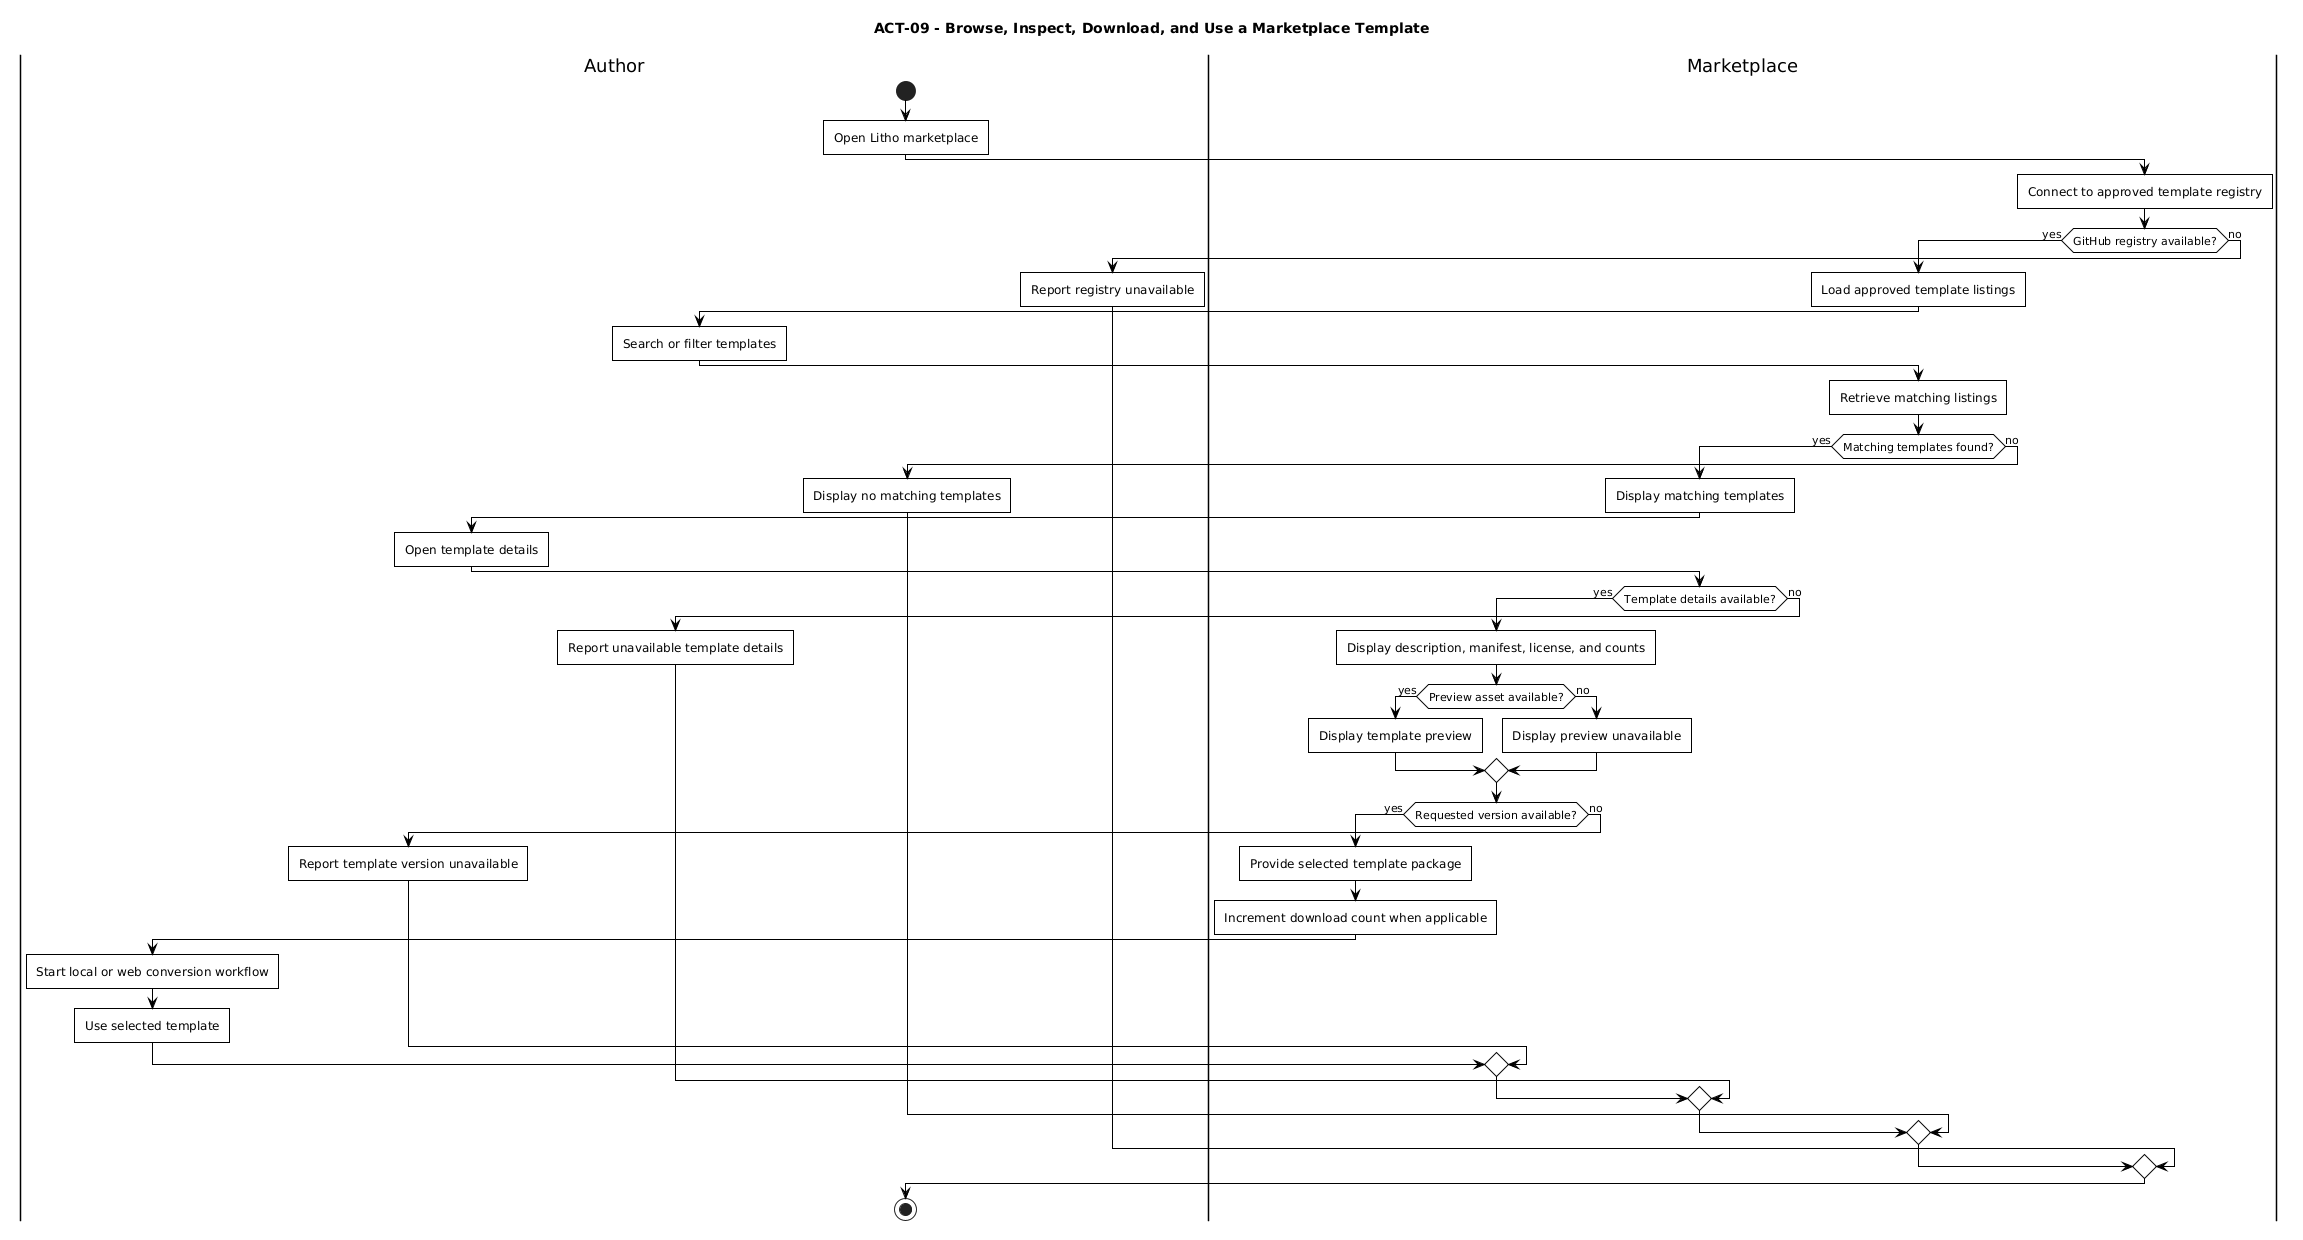 ACT-09 - Browse, Inspect, Download, and Use a Marketplace Template
Author
Marketplace
Open Litho marketplace
Connect to approved template registry
yes
GitHub registry available?
no
Report registry unavailable
Load approved template listings
Search or filter templates
Retrieve matching listings
yes
Matching templates found?
no
Display no matching templates
Display matching templates
Open template details
yes
Template details available?
no
Report unavailable template details
Display description, manifest, license, and counts
yes
Preview asset available?
no
Display template preview
Display preview unavailable
yes
Requested version available?
no
Report template version unavailable
Provide selected template package
Increment download count when applicable
Start local or web conversion workflow
Use selected template